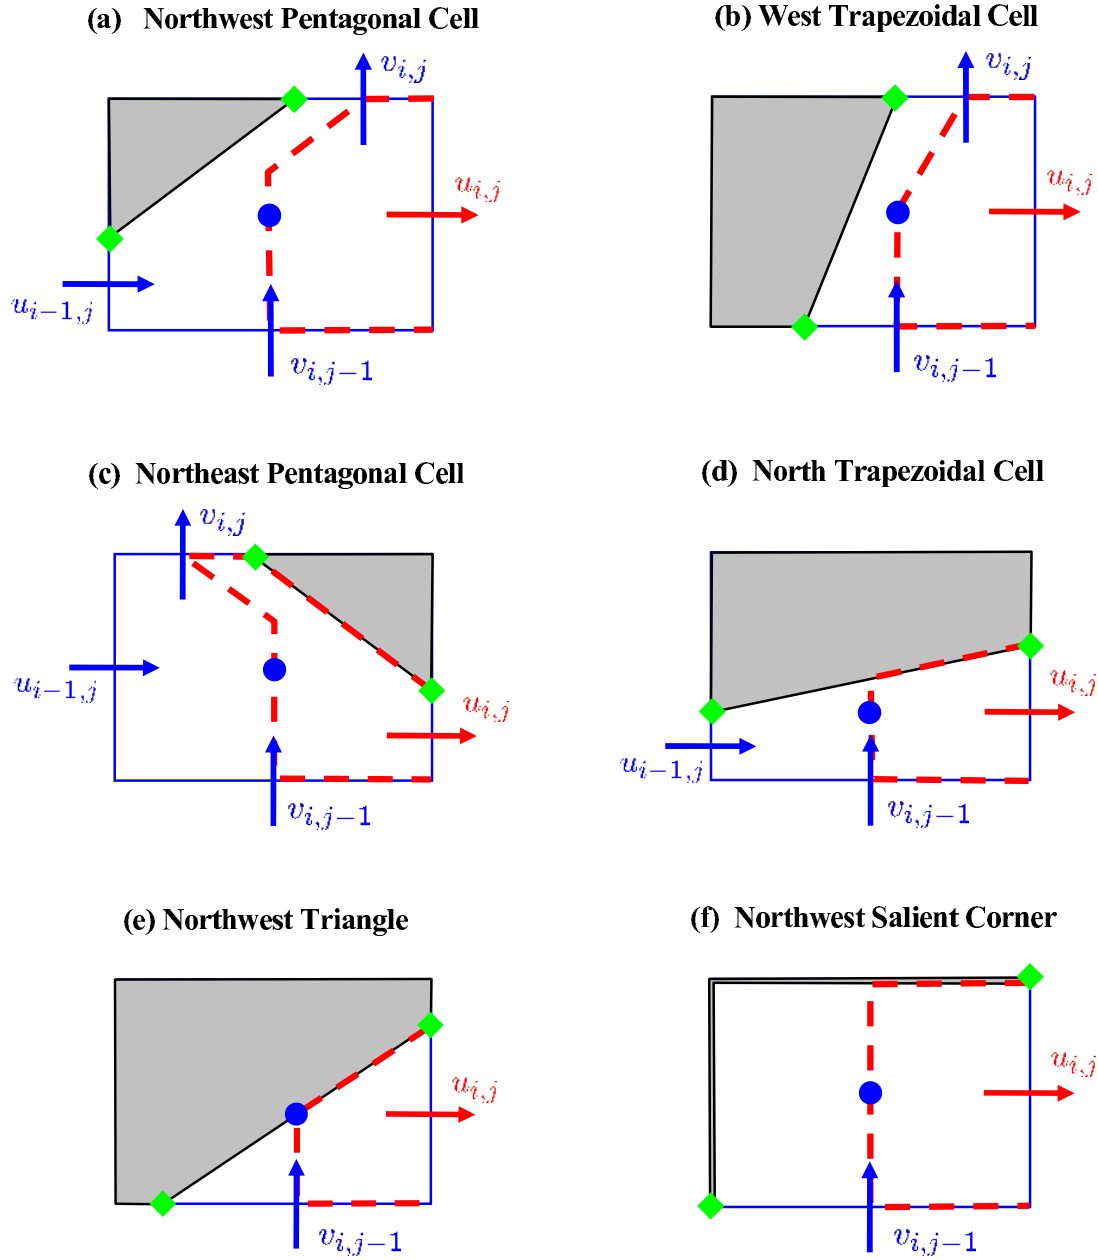 (a) Northwest Pentagonal Cell
(b) West Trapezoidal Cell
v_{i,j}
v_{i,j}
u_{i,j}
u_{i,j}
u_{i-1,j}
v_{i,j-1}
v_{i,j-1}
(c) Northeast Pentagonal Cell
(d) North Trapezoidal Cell
v_{i,j}
u_{i-1,j}
u_{i,j}
u_{i,j}
u_{i-1,j}
v_{i,j-1}
v_{i,j-1}
(e) Northwest Triangle
(f) Northwest Salient Corner
u_{i,j}
u_{i,j}
v_{i,j-1}
v_{i,j-1}